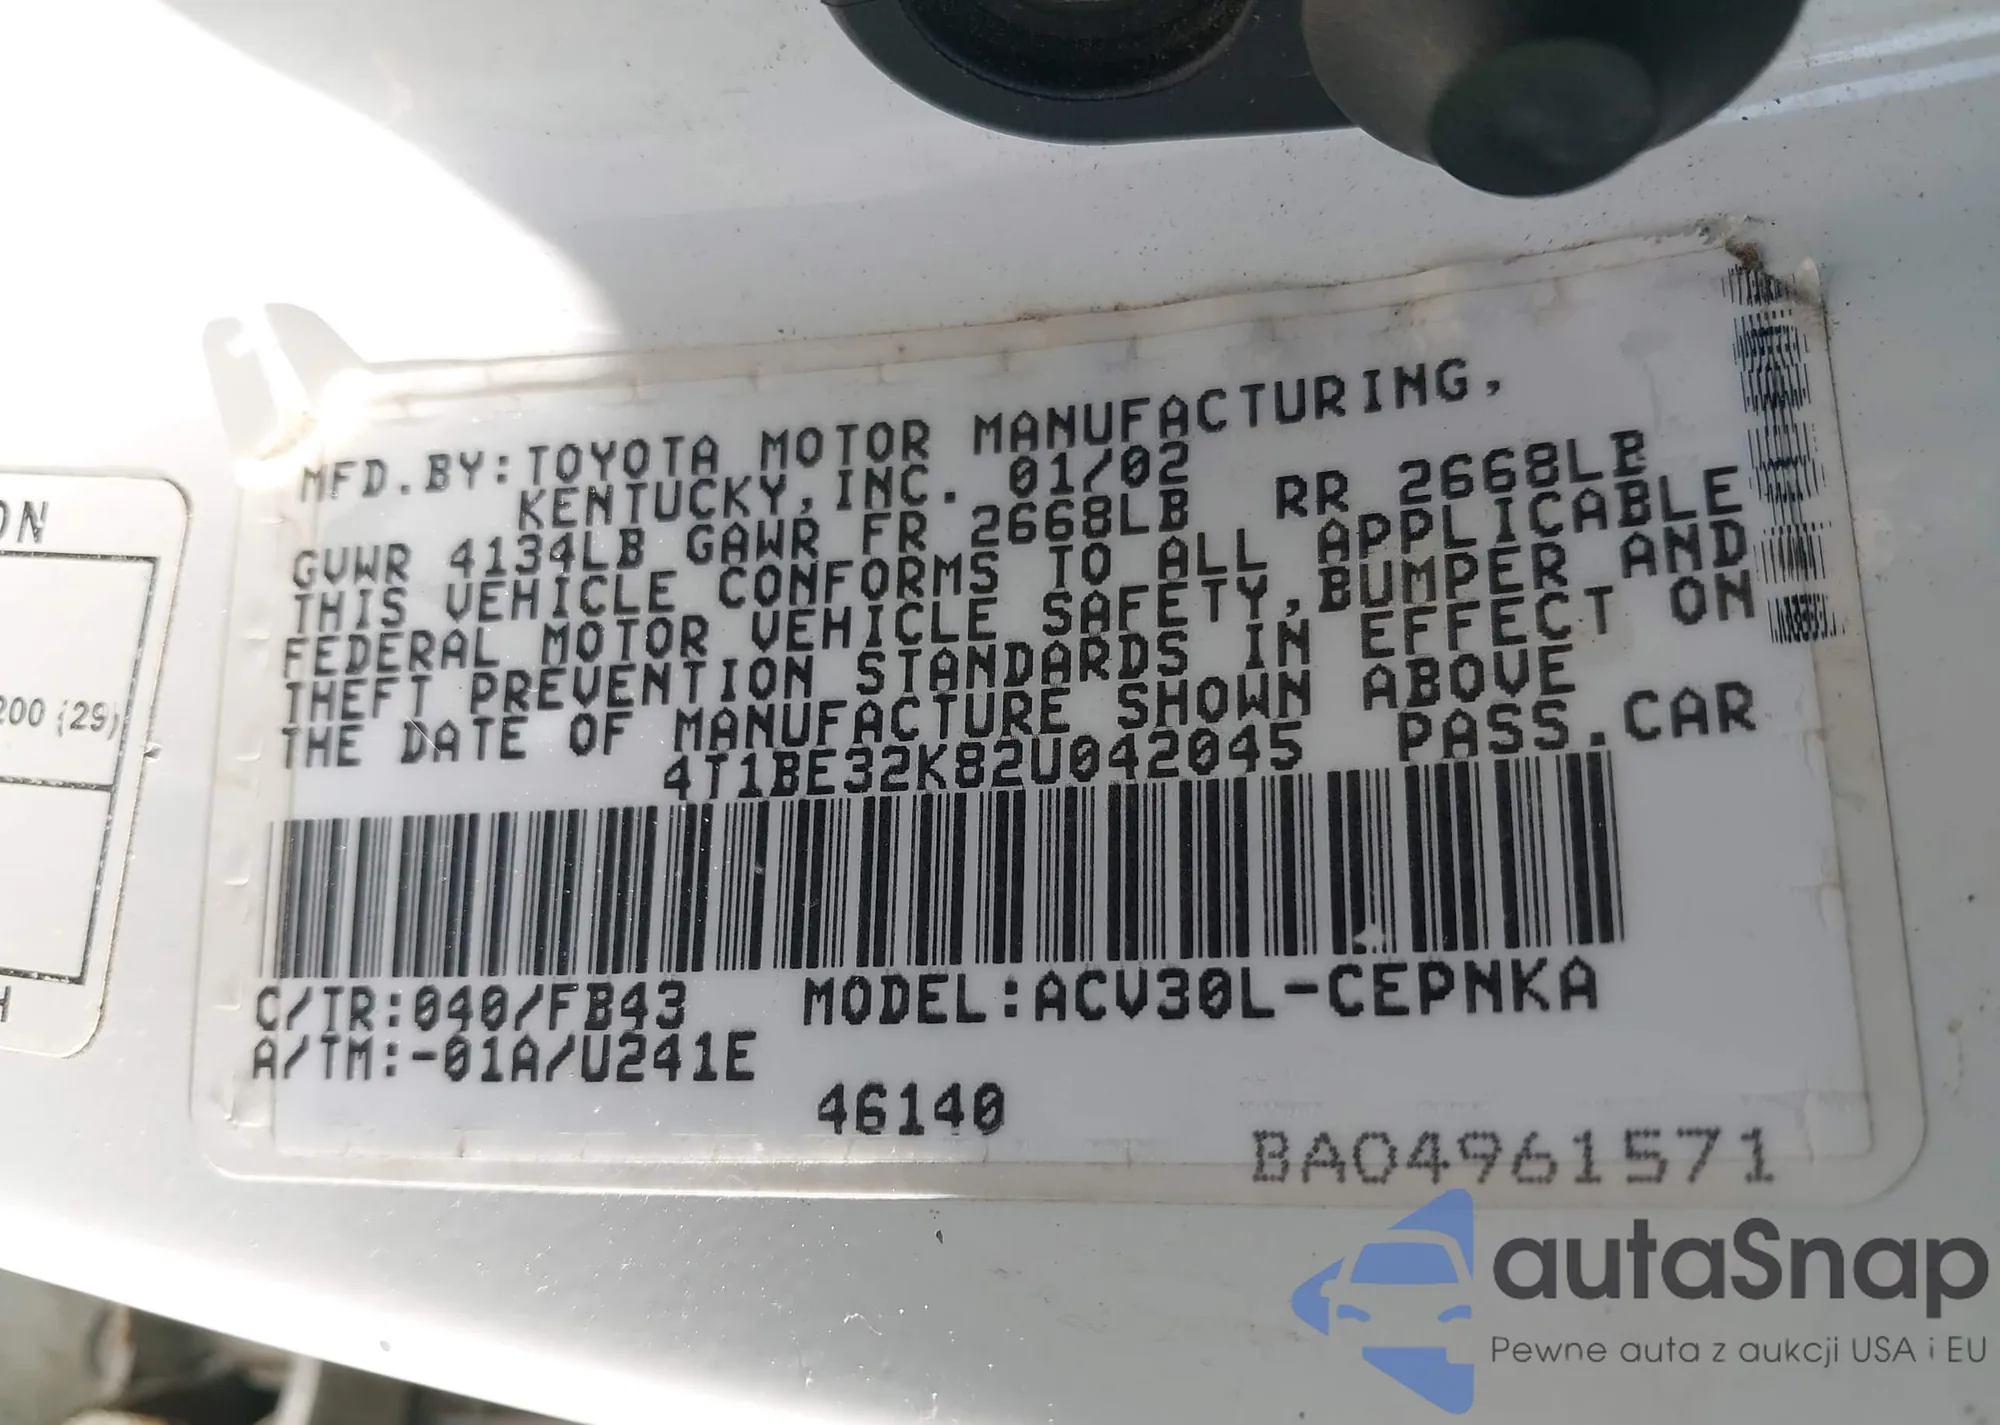 ON
200 (29)
H
MFD.BY:TOYOTA MOTOR MANUFACTURING,
KENTUCKY,INC. 01/02
GVWR 4134LB GAWR FR 2668LB RR 2668LB
THIS VEHICLE CONFORMS TO ALL APPLICABLE
FEDERAL MOTOR VEHICLE SAFETY,BUMPER AND
THEFT PREVENTION STANDARDS IN EFFECT ON
THE DATE OF MANUFACTURE SHOWN ABOVE
4T1BE32K82U042045 PASS.CAR
C/TR:040/FB43 MODEL:ACV30L-CEPNKA
A/TM:-01A/U241E
46140
BA04961571
autaSnap
Pewne auta z aukcji USA i EU